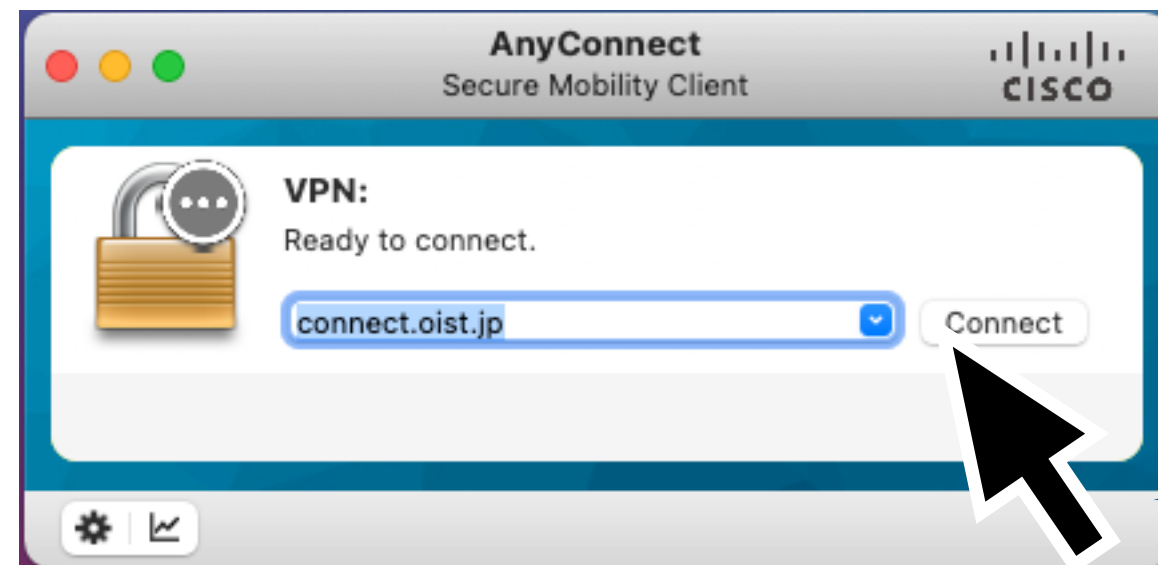 AnyConnect
Secure Mobility Client
CISCO
VPN:
Ready to connect.
connect.oist.jp
Connect